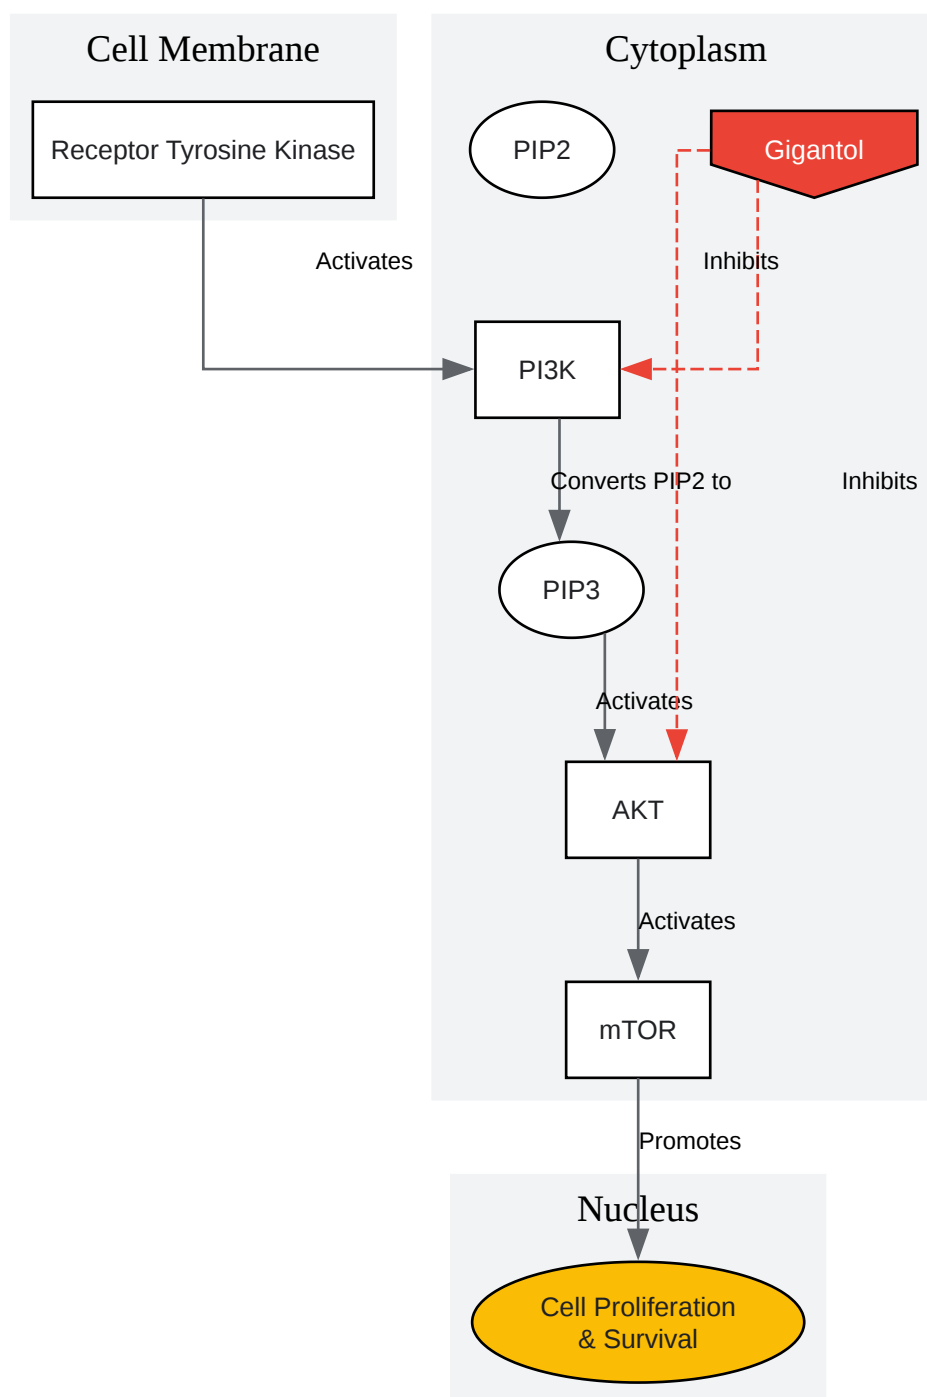 Cell Membrane
Cytoplasm
Receptor Tyrosine Kinase
PIP2
Gigantol
Activates
Inhibits
PI3K
Converts PIP2 to
Inhibits
PIP3
Activates
AKT
Activates
mTOR
Promotes
Nucleus
Cell Proliferation
& Survival